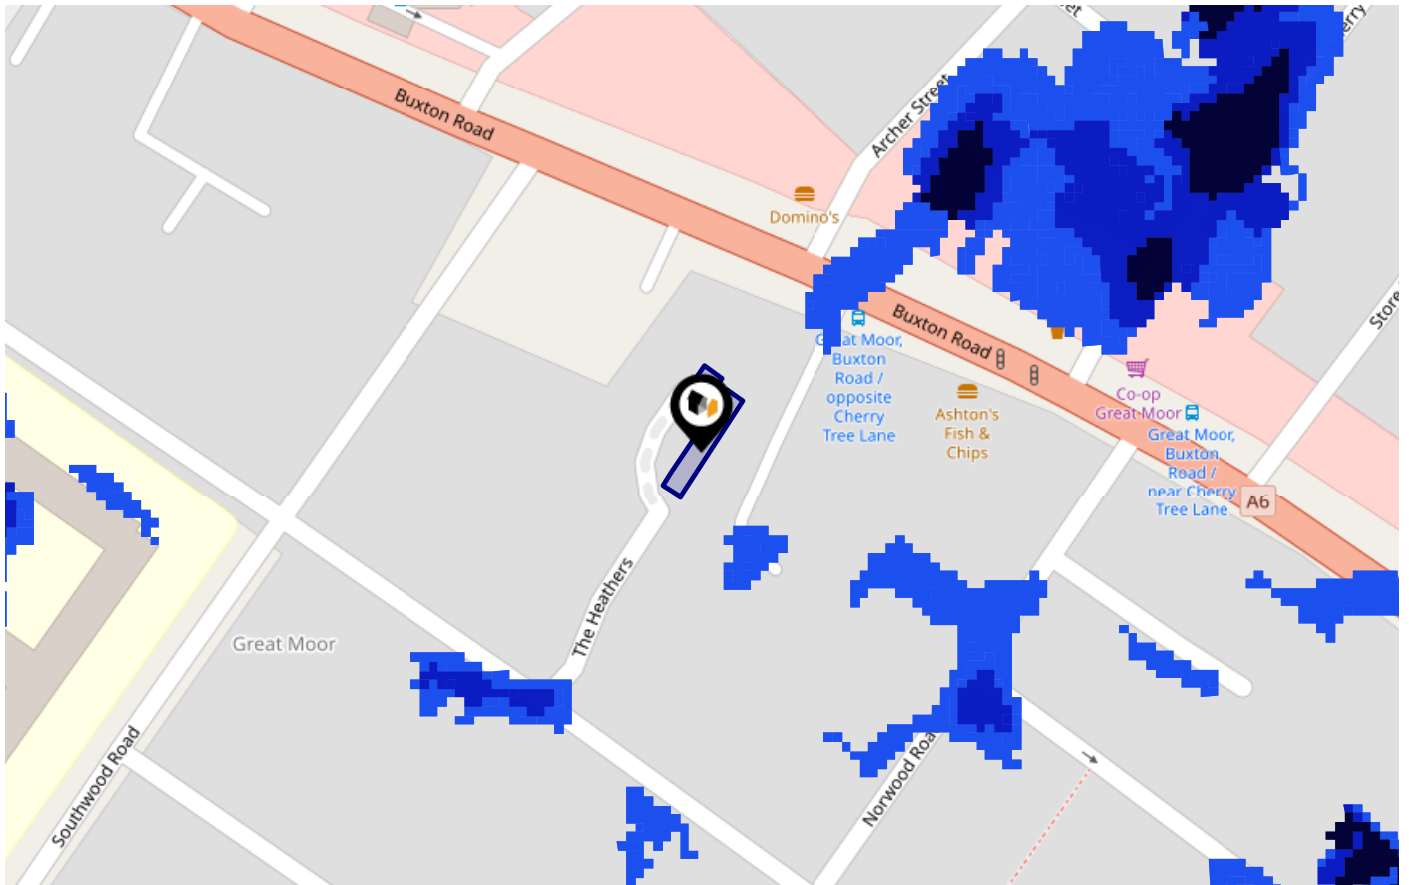 Buxton Road
Archer Street
Domino's
Buxton Road
Great Moor,
Buxton
Road /
opposite
Cherry
Tree Lane
Ashton's
Fish &
Chips
Co-op
Great Moor
Great Moor,
Buxton
Road /
near Cherry
Tree Lane
A6
The Heathers
Great Moor
Southwood Road